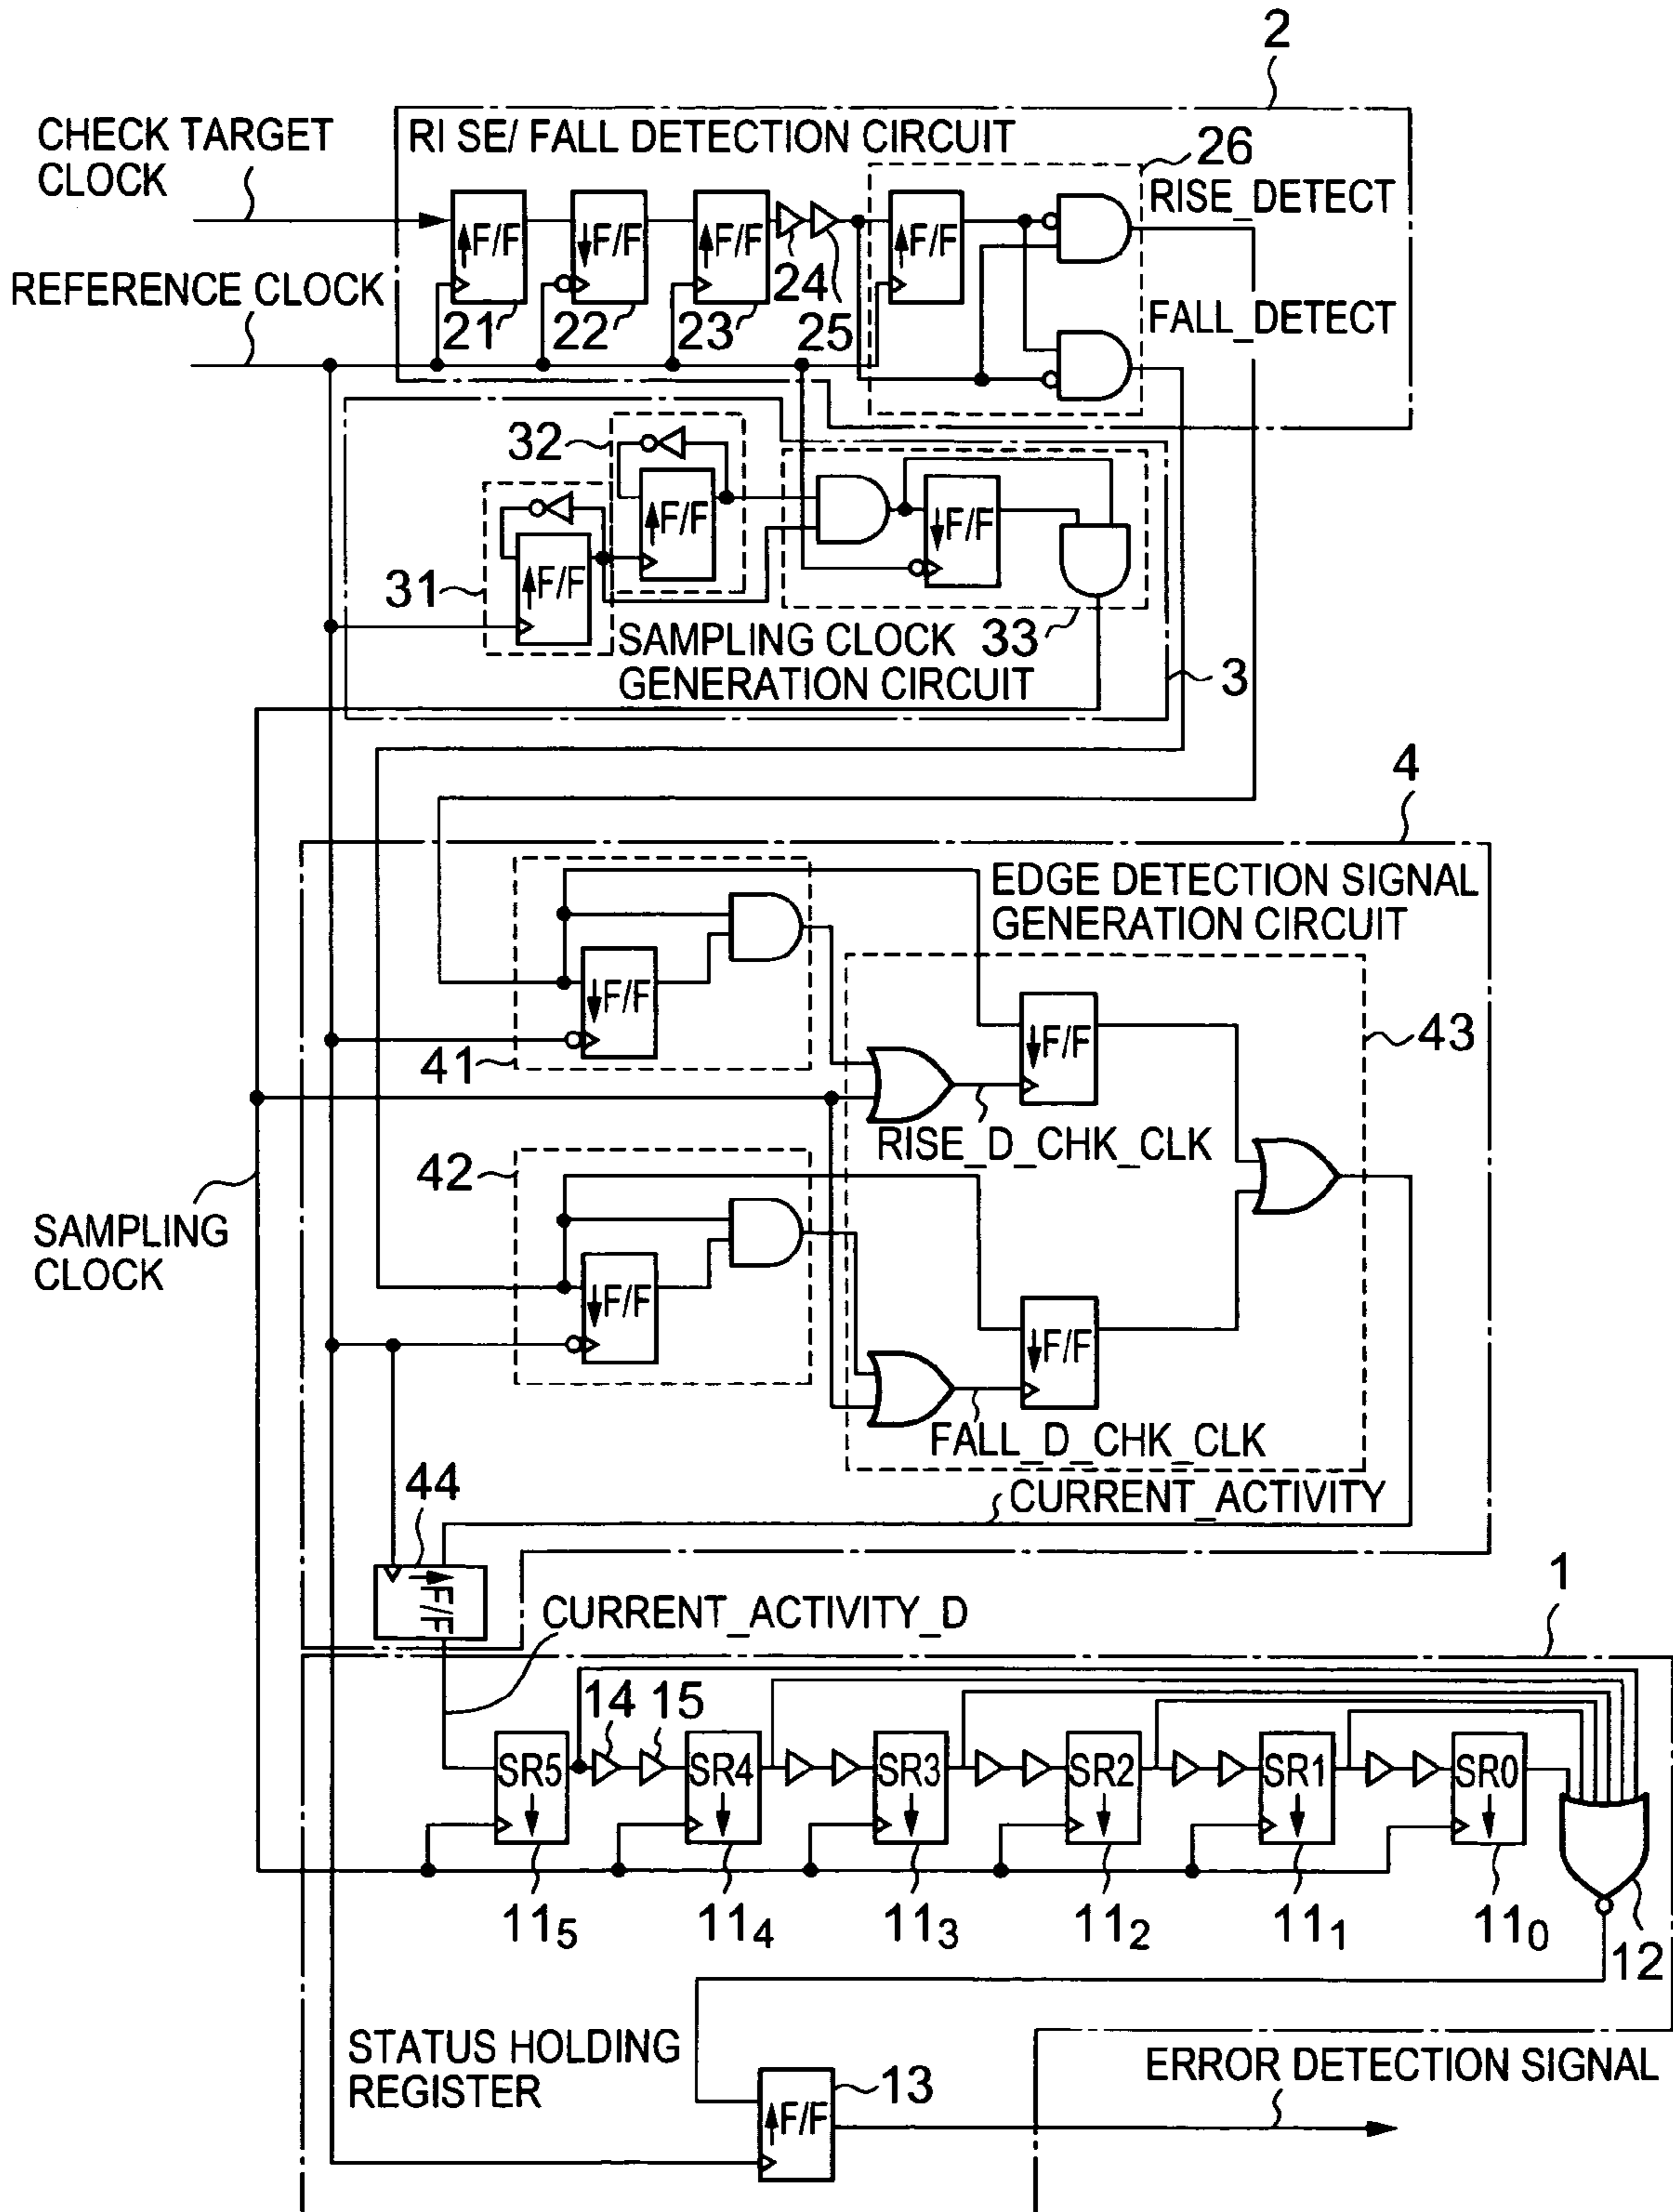 2
CHECK TARGET
CLOCK
RI SE/ FALL DETECTION CIRCUIT
26
RISE_DETECT
F/F
F/F
F/F
F/F
24
REFERENCE CLOCK
21
22
23
25
FALL_DETECT
32
F/F
F/F
F/F
31
SAMPLING CLOCK
GENERATION CIRCUIT
33
3
4
EDGE DETECTION SIGNAL
GENERATION CIRCUIT
F/F
F/F
41
43
RISE_D_CHK_CLK
42
SAMPLING
CLOCK
F/F
F/F
FALL_D_CHK_CLK
44
CURRENT_ACTIVITY
F/F
CURRENT_ACTIVITY_D
1
14
15
SR5
SR4
SR3
SR2
SR1
SR0
11₅
11₄
11₃
11₂
11₁
11₀
12
STATUS HOLDING
REGISTER
13
F/F
ERROR DETECTION SIGNAL